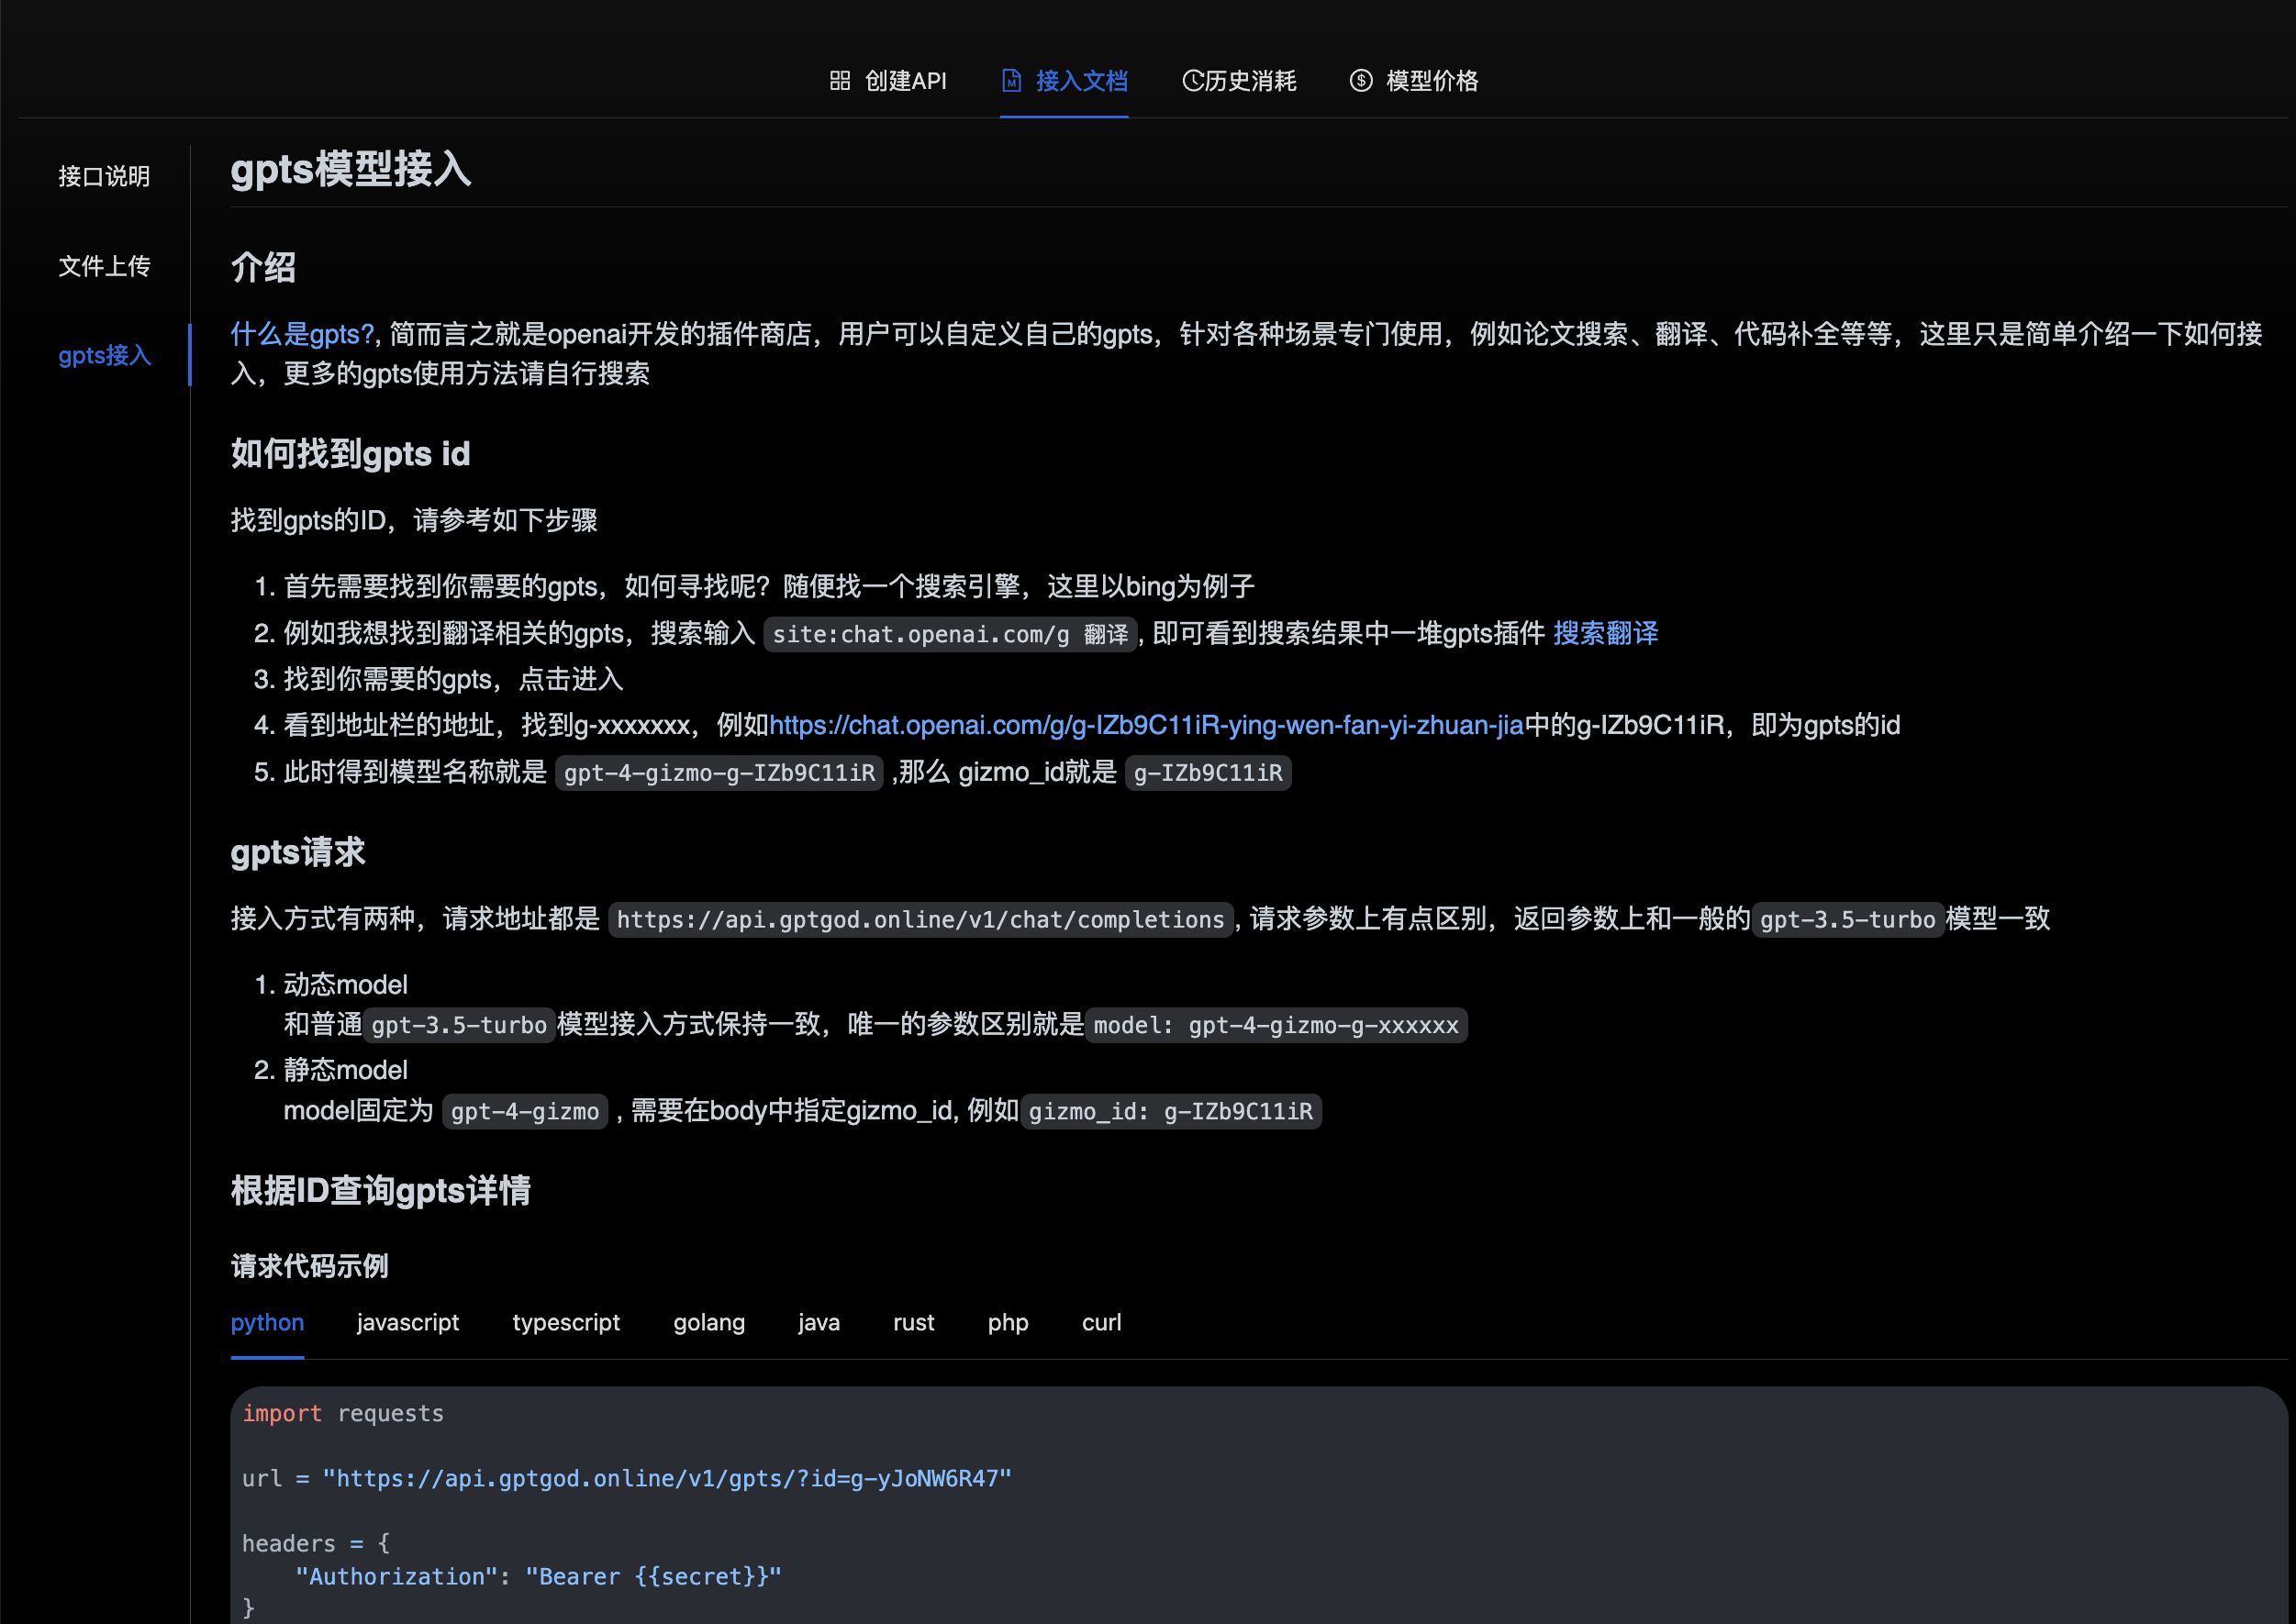 创建API 接入文档 历史消耗 模型价格
接口说明
文件上传
gpts接入
gpts模型接入
介绍
什么是gpts?, 简而言之就是openai开发的插件商店，用户可以自定义自己的gpts，针对各种场景专门使用，例如论文搜索、翻译、代码补全等等，这里只是简单介绍一下如何接
入，更多的gpts使用方法请自行搜索
如何找到gpts id
找到gpts的ID，请参考如下步骤
1. 首先需要找到你需要的gpts，如何寻找呢？随便找一个搜索引擎，这里以bing为例子
2. 例如我想找到翻译相关的gpts，搜索输入 site:chat.openai.com/g 翻译 , 即可看到搜索结果中一堆gpts插件 搜索翻译
3. 找到你需要的gpts，点击进入
4. 看到地址栏的地址，找到g-xxxxxxx，例如https://chat.openai.com/g/g-IZb9C11iR-ying-wen-fan-yi-zhuan-jia中的g-IZb9C11iR，即为gpts的id
5. 此时得到模型名称就是 gpt-4-gizmo-g-IZb9C11iR ,那么 gizmo_id就是 g-IZb9C11iR
gpts请求
接入方式有两种，请求地址都是 https://api.gptgod.online/v1/chat/completions , 请求参数上有点区别，返回参数上和一般的 gpt-3.5-turbo 模型一致
1. 动态model
和普通 gpt-3.5-turbo 模型接入方式保持一致，唯一的参数区别就是 model: gpt-4-gizmo-g-xxxxxx
2. 静态model
model固定为 gpt-4-gizmo , 需要在body中指定gizmo_id, 例如 gizmo_id: g-IZb9C11iR
根据ID查询gpts详情
请求代码示例
python javascript typescript golang java rust php curl
import requests
url = "https://api.gptgod.online/v1/gpts/?id=g-yJoNW6R47"
headers = {
"Authorization": "Bearer {{secret}}"
}